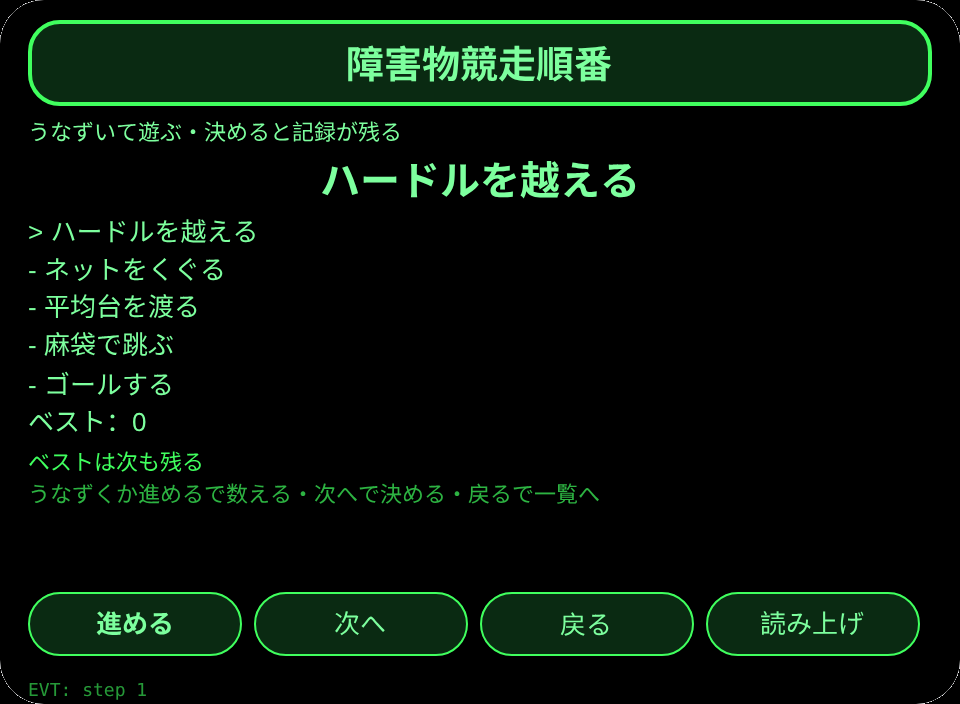 障害物競走順番
うなずいて遊ぶ・決めると記録が残る
ハードルを越える
> ハードルを越える
- ネットをくぐる
- 平均台を渡る
- 麻袋で跳ぶ
- ゴールする
ベスト: 0
ベストは次も残る
うなずくか進めるで数える・次へで決める・戻るで一覧へ
進める 次へ 戻る 読み上げ
EVT: step 1